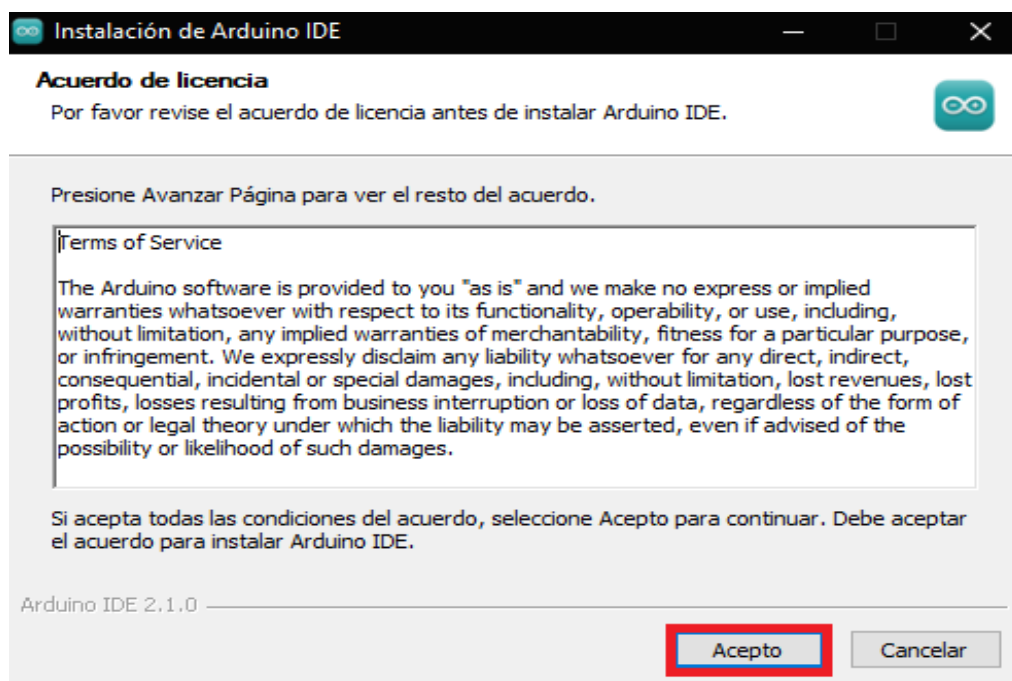 Instalación de Arduino IDE
Acuerdo de licencia
Por favor revise el acuerdo de licencia antes de instalar Arduino IDE.
Presione Avanzar Página para ver el resto del acuerdo.
Terms of Service
The Arduino software is provided to you "as is" and we make no express or implied
warranties whatsoever with respect to its functionality, operability, or use, including,
without limitation, any implied warranties of merchantability, fitness for a particular purpose,
or infringement. We expressly disclaim any liability whatsoever for any direct, indirect,
consequential, incidental or special damages, including, without limitation, lost revenues, lost
profits, losses resulting from business interruption or loss of data, regardless of the form of
action or legal theory under which the liability may be asserted, even if advised of the
possibility or likelihood of such damages.
Si acepta todas las condiciones del acuerdo, seleccione Acepto para continuar. Debe aceptar
el acuerdo para instalar Arduino IDE.
Arduino IDE 2.1.0
Acepto
Cancelar